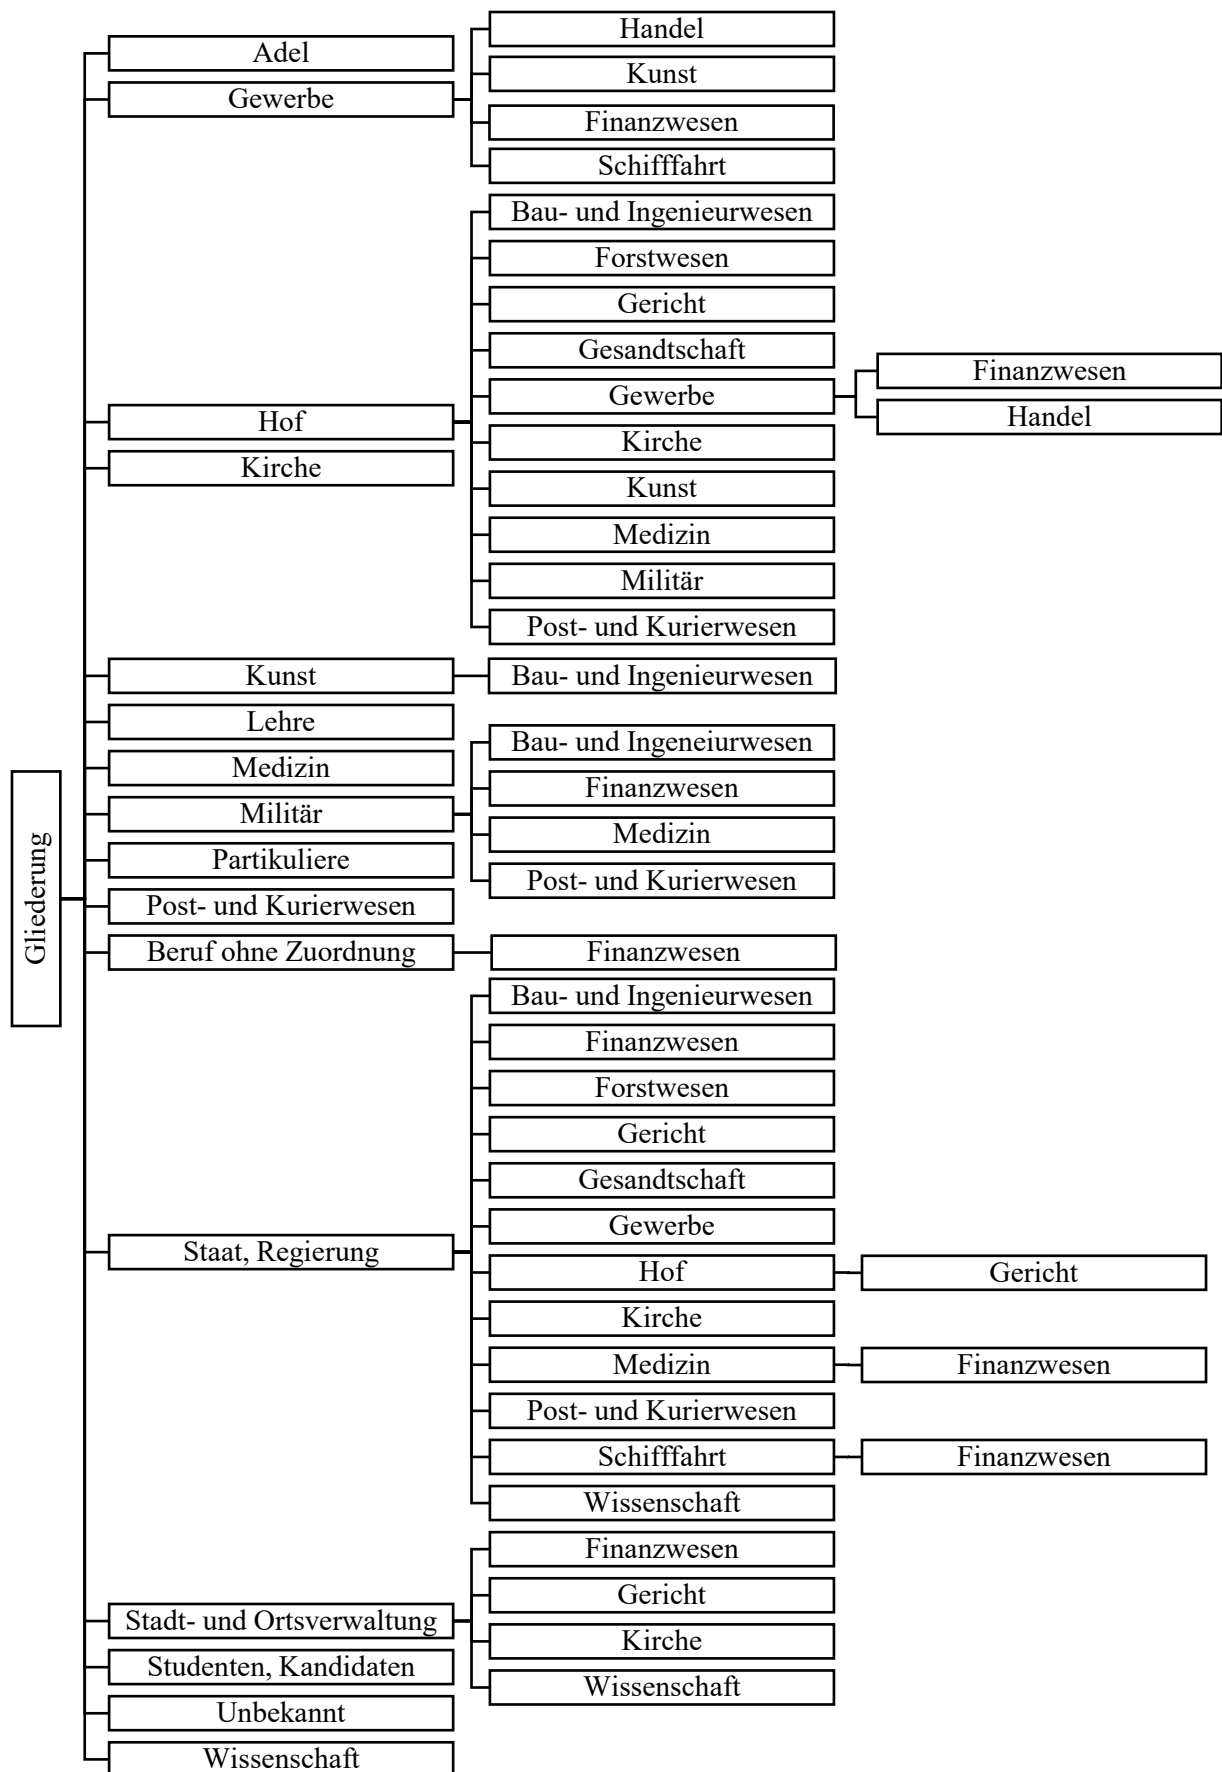 Gliederung
Adel
Gewerbe
Handel
Kunst
Finanzwesen
Schifffahrt
Hof
Bau- und Ingenieurwesen
Forstwesen
Gericht
Gesandtschaft
Gewerbe
Finanzwesen
Handel
Kirche
Kunst
Medizin
Militär
Post- und Kurierwesen
Kirche
Kunst
Bau- und Ingenieurwesen
Lehre
Medizin
Militär
Bau- und Ingeneiurwesen
Finanzwesen
Medizin
Post- und Kurierwesen
Partikuliere
Post- und Kurierwesen
Beruf ohne Zuordnung
Finanzwesen
Staat, Regierung
Bau- und Ingenieurwesen
Finanzwesen
Forstwesen
Gericht
Gesandtschaft
Gewerbe
Hof
Gericht
Kirche
Medizin
Finanzwesen
Post- und Kurierwesen
Schifffahrt
Finanzwesen
Wissenschaft
Stadt- und Ortsverwaltung
Finanzwesen
Gericht
Kirche
Wissenschaft
Studenten, Kandidaten
Unbekannt
Wissenschaft